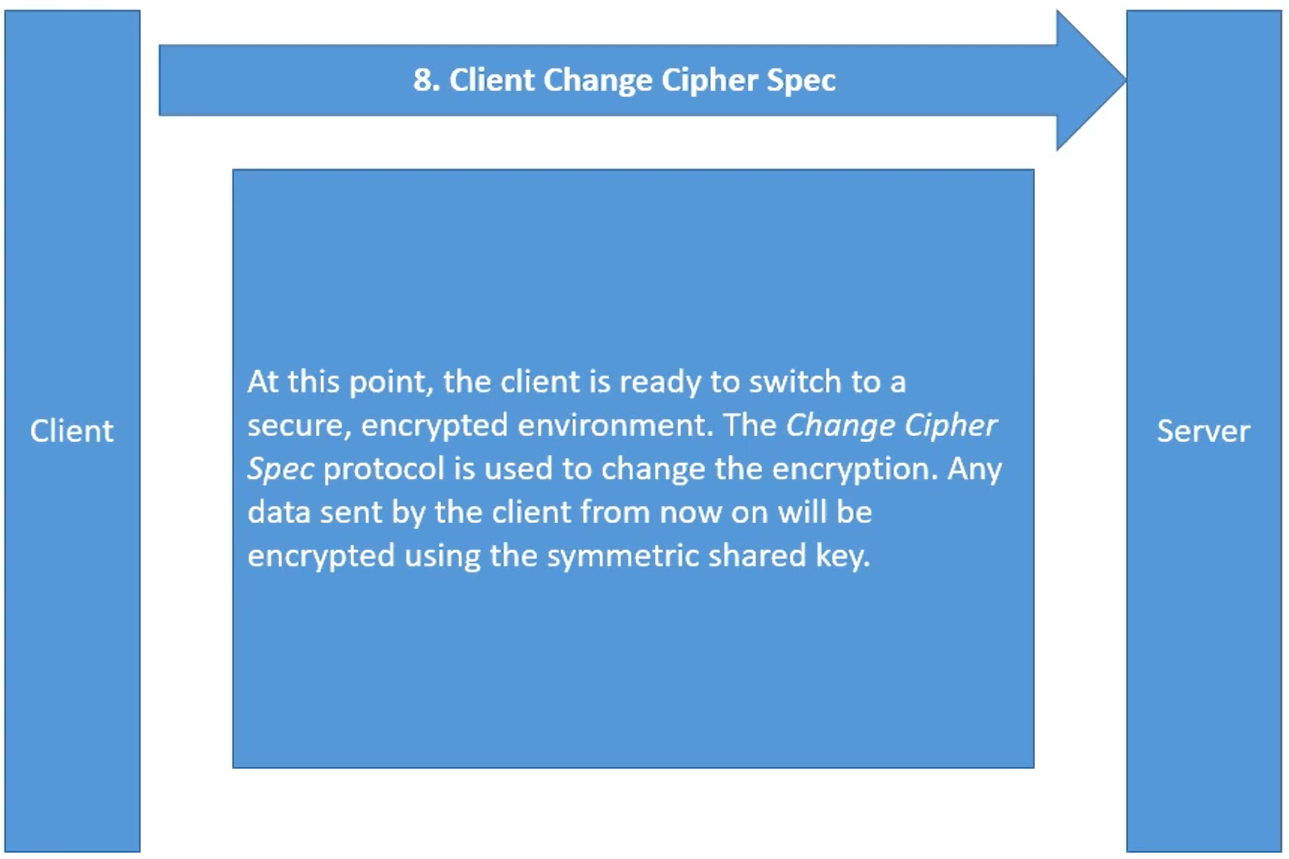 8. Client Change Cipher Spec
Client
At this point, the client is ready to switch to a
secure, encrypted environment. The Change Cipher
Spec protocol is used to change the encryption. Any
data sent by the client from now on will be
encrypted using the symmetric shared key.
Server